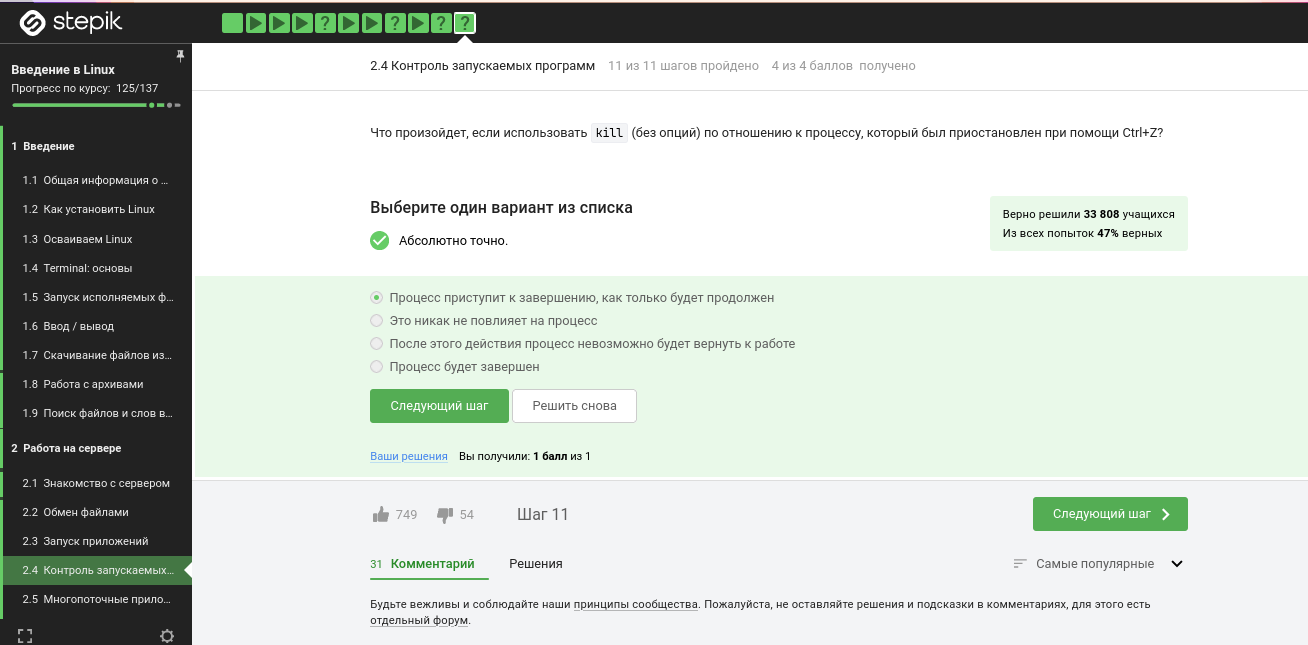 stepik
? ? ? ?
Введение в Linux
Прогресс по курсу: 125/137
1 Введение
1.1 Общая информация о ...
1.2 Как установить Linux
1.3 Осваиваем Linux
1.4 Terminal: основы
1.5 Запуск исполняемых ф...
1.6 Ввод / вывод
1.7 Скачивание файлов из...
1.8 Работа с архивами
1.9 Поиск файлов и слов в...
2 Работа на сервере
2.1 Знакомство с сервером
2.2 Обмен файлами
2.3 Запуск приложений
2.4 Контроль запускаемых...
2.5 Многопоточные прило...
2.4 Контроль запускаемых программ 11 из 11 шагов пройдено 4 из 4 баллов получено
Что произойдет, если использовать kill (без опций) по отношению к процессу, который был приостановлен при помощи Ctrl+Z?
Выберите один вариант из списка
Абсолютно точно.
Верно решили 33 808 учащихся
Из всех попыток 47% верных
Процесс приступит к завершению, как только будет продолжен
Это никак не повлияет на процесс
После этого действия процесс невозможно будет вернуть к работе
Процесс будет завершен
Следующий шаг Решить снова
Ваши решения Вы получили: 1 балл из 1
749 54 Шаг 11 Следующий шаг
31 Комментарий Решения Самые популярные
Будьте вежливы и соблюдайте наши принципы сообщества. Пожалуйста, не оставляйте решения и подсказки в комментариях, для этого есть
отдельный форум.